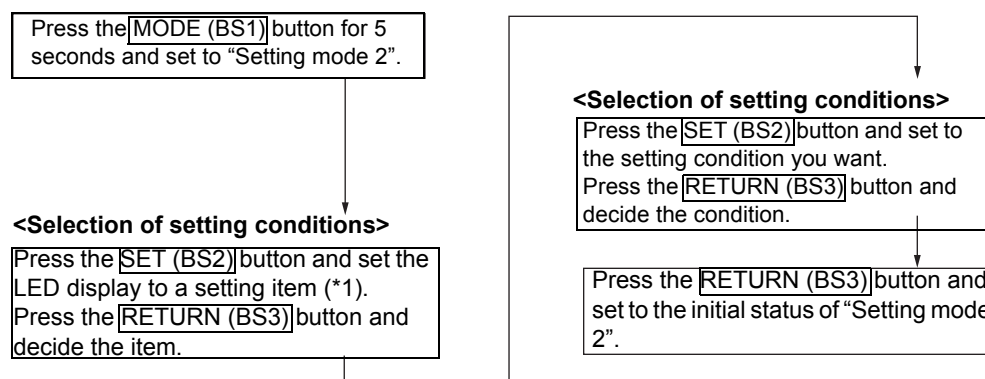 Press the MODE (BS1) button for 5
seconds and set to “Setting mode 2”.
<Selection of setting conditions>
Press the SET (BS2) button and set the
LED display to a setting item (*1).
Press the RETURN (BS3) button and
decide the item.
<Selection of setting conditions>
Press the SET (BS2) button and set to
the setting condition you want.
Press the RETURN (BS3) button and
decide the condition.
Press the RETURN (BS3) button and
set to the initial status of “Setting mode
2”.